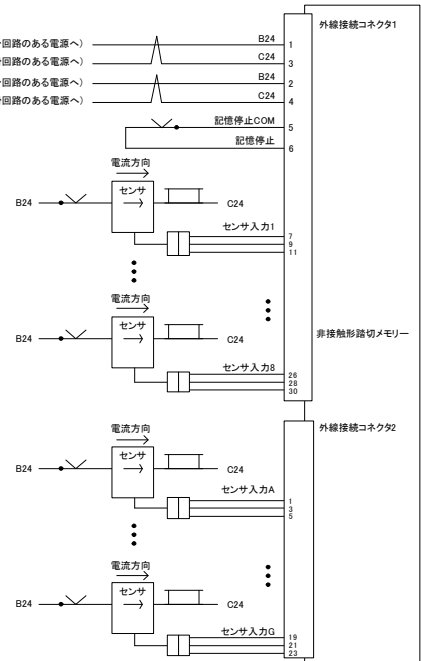 外線接続コネクタ1
回路のある電源へ) B24 1
回路のある電源へ) C24 3
回路のある電源へ) B24 2
回路のある電源へ) C24 4
記憶停止COM 5
記憶停止 6
電流方向
センサ
B24 C24
センサ入力1
7
9
11
電流方向
センサ
非接触形踏切メモリー
B24 C24
センサ入力8
26
28
30
外線接続コネクタ2
電流方向
センサ
B24 C24
センサ入力A
1
3
5
電流方向
センサ
B24 C24
センサ入力G
19
21
23